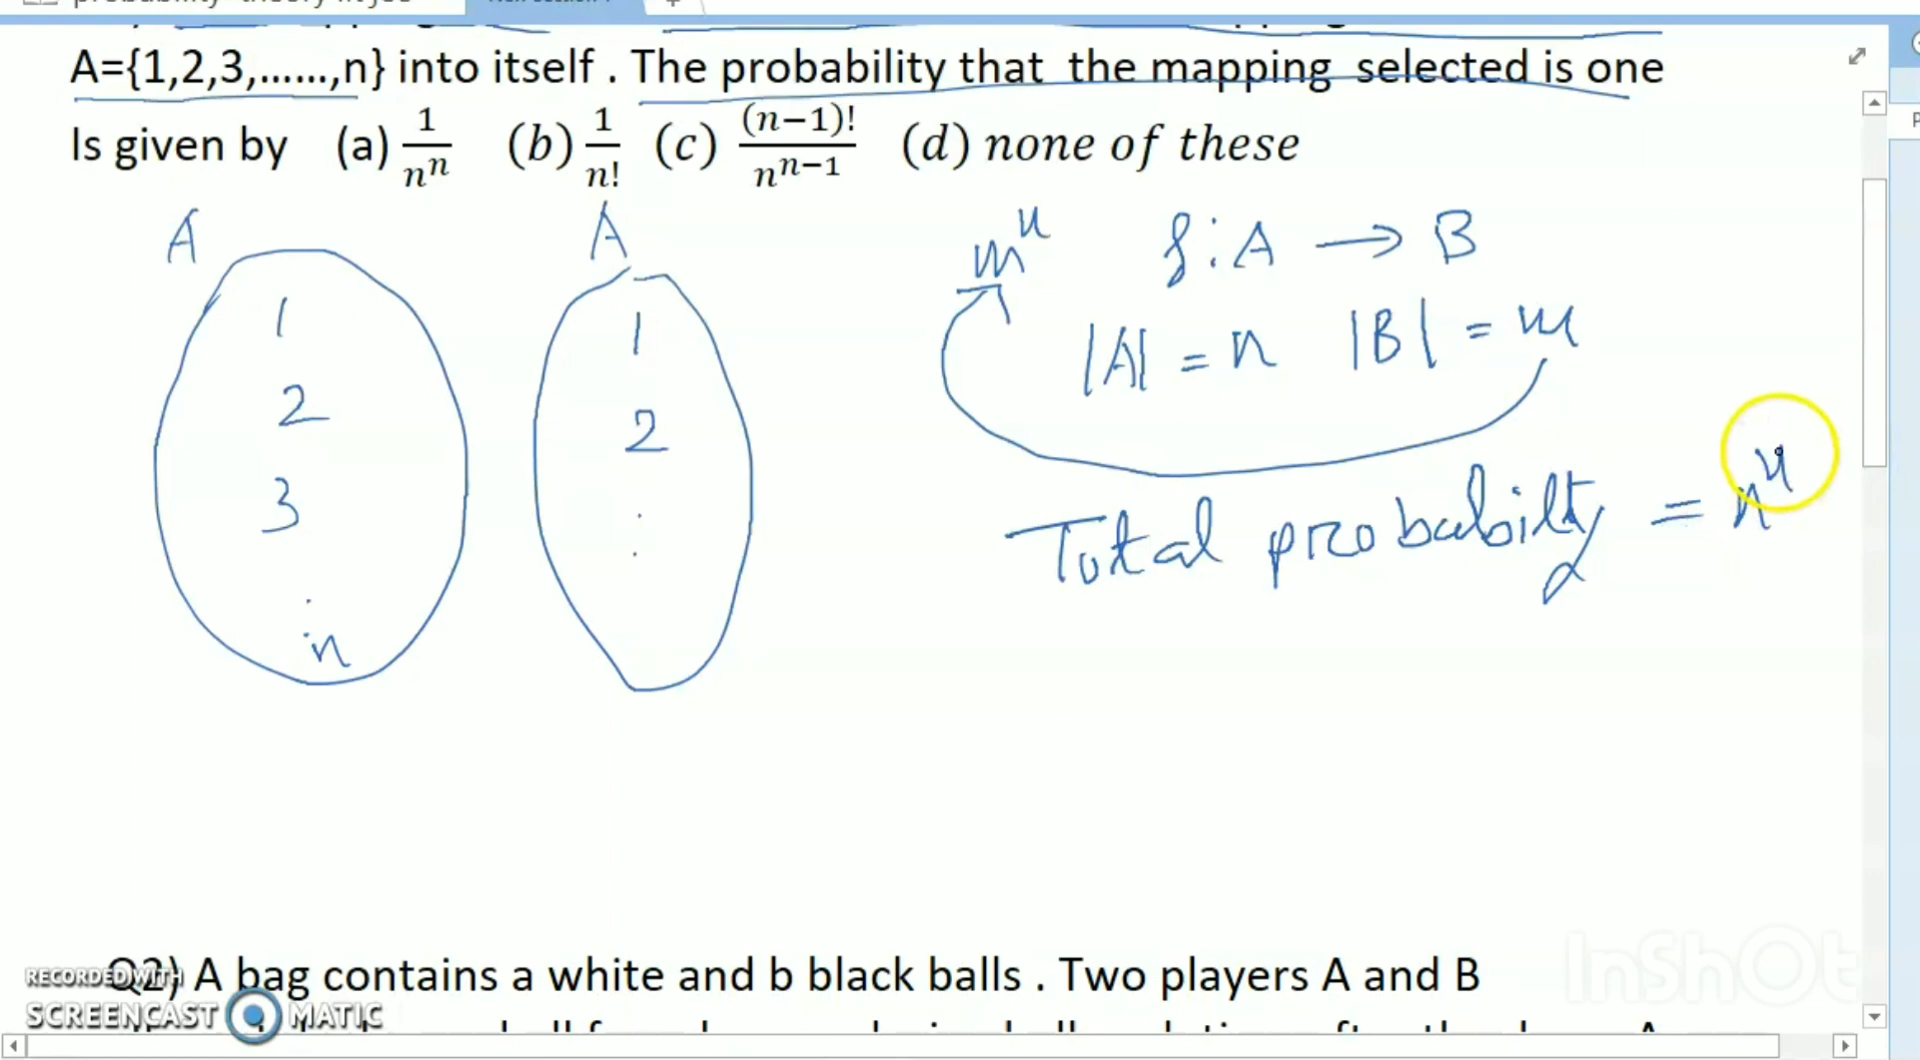 A={1,2,3,......,n} into itself . The probability that the mapping selected is one
Is given by (a) 1/n^n (b) 1/n! (c) (n−1)!/n^{n−1} (d) none of these
A A m^n f : A → B
1 1 |A| = n |B| = m
2 2
3 Total probabilty = n^n
.
n
Q2) A bag contains a white and b black balls . Two players A and B
RECORDED WITH
SCREENCAST MATIC
InShOt